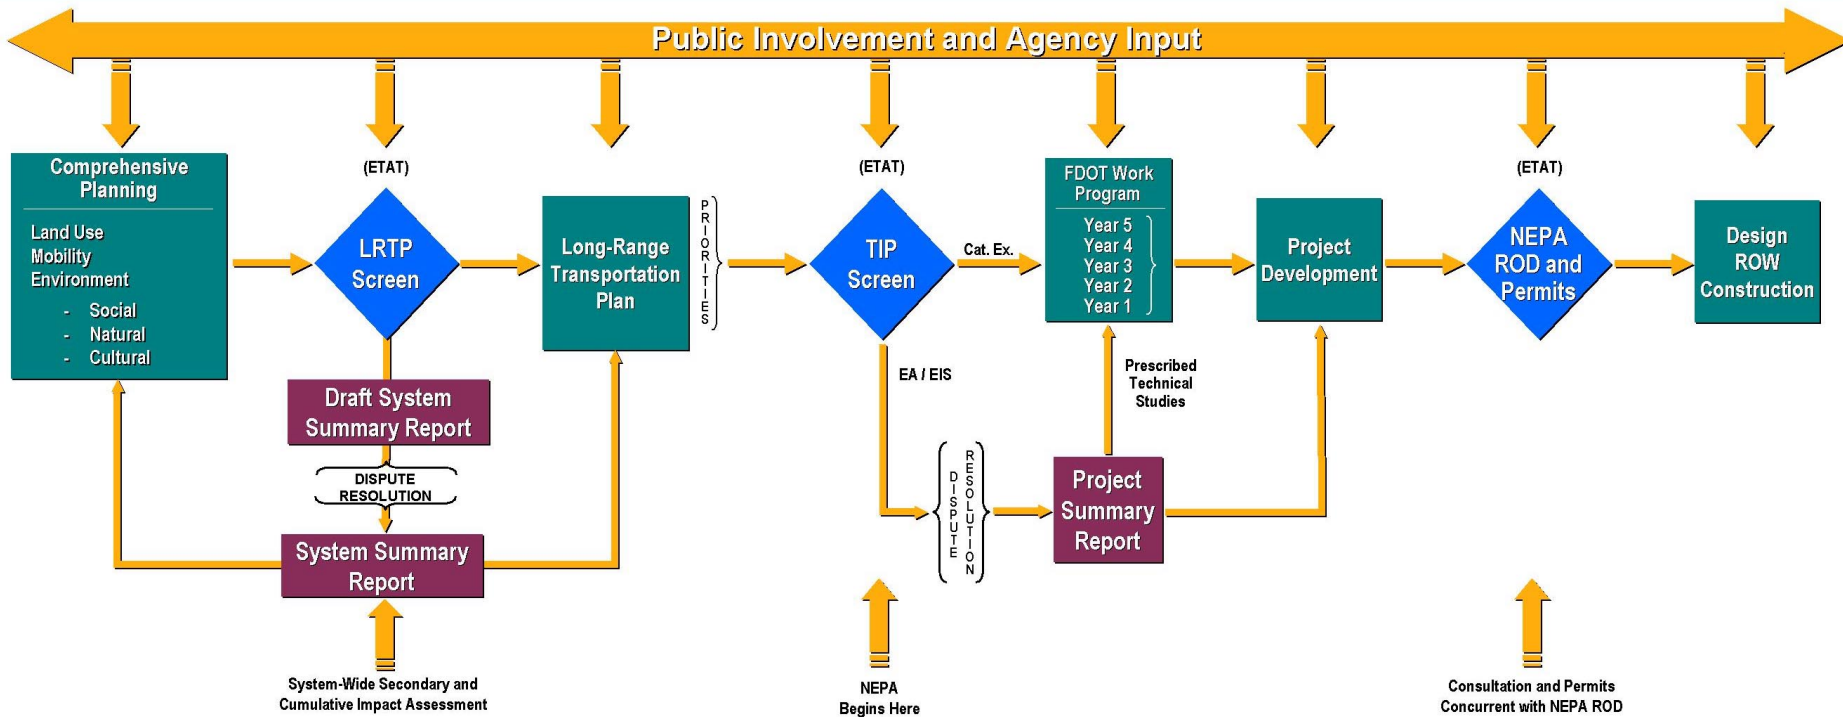 Public Involvement and Agency Input
Comprehensive
Planning
Land Use
Mobility
Environment
- Social
- Natural
- Cultural
(ETAT)
LRTP
Screen
Draft System
Summary Report
DISPUTE
RESOLUTION
System Summary
Report
System-Wide Secondary and
Cumulative Impact Assessment
Long-Range
Transportation
Plan
PRIORITIES
(ETAT)
TIP
Screen
Cat. Ex.
EA / EIS
DISPUTE
RESOLUTION
NEPA
Begins Here
FDOT Work
Program
Year 5
Year 4
Year 3
Year 2
Year 1
Prescribed
Technical
Studies
Project
Summary
Report
Project
Development
(ETAT)
NEPA
ROD and
Permits
Consultation and Permits
Concurrent with NEPA ROD
Design
ROW
Construction